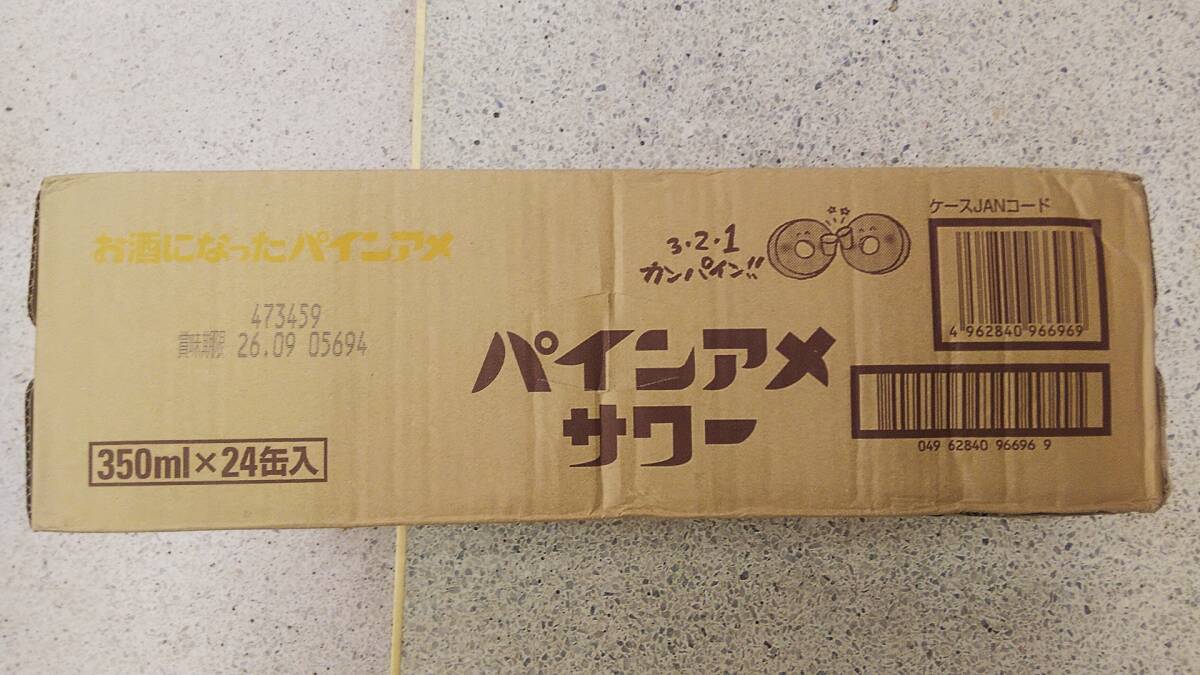 お酒になったパインアメ
473459
賞味期限 26.09 05694
350ml×24缶入
3・2・1
カンパイン!!
パインアメ
サワー
ケースJANコード
4 962840 966969
049 62840 96696 9